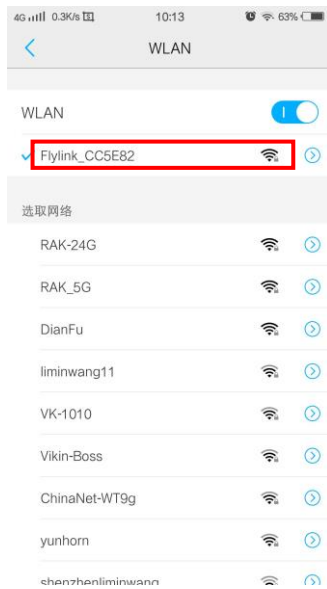 4G 0.3K/s 10:13 63%
WLAN
WLAN
Flylink_CC5E82
选取网络
RAK-24G
RAK_5G
DianFu
liminwang11
VK-1010
Vikin-Boss
ChinaNet-WT9g
yunhorn
shenzhenliminwang